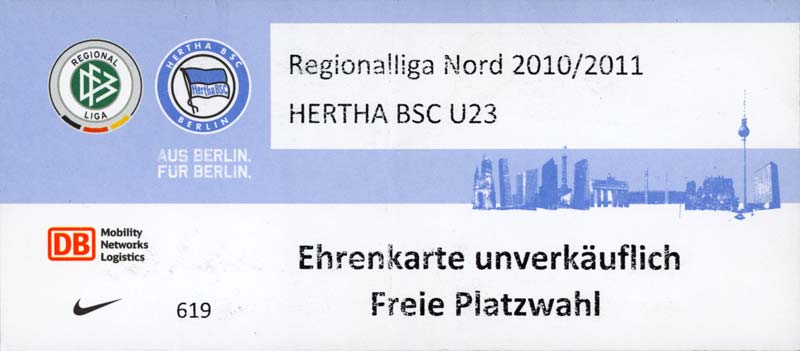 REGIONAL
DFB
LIGA
HERTHA BSC
Hertha BSC
BERLIN
AUS BERLIN.
FÜR BERLIN.
Regionalliga Nord 2010/2011
HERTHA BSC U23
DB
Mobility
Networks
Logistics
619
Ehrenkarte unverkäuflich
Freie Platzwahl